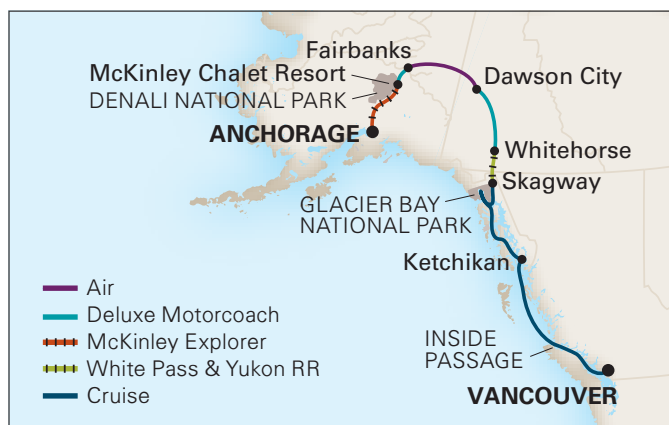 Fairbanks
McKinley Chalet Resort
DENALI NATIONAL PARK
Dawson City
ANCHORAGE
Whitehorse
Skagway
GLACIER BAY
NATIONAL PARK
Ketchikan
Air
Deluxe Motorcoach
McKinley Explorer
White Pass & Yukon RR
Cruise
INSIDE
PASSAGE
VANCOUVER